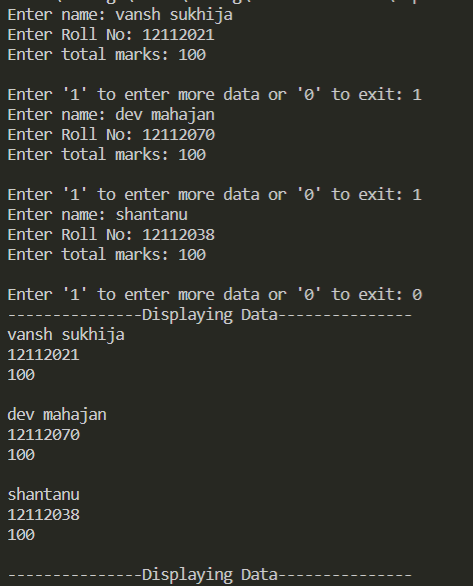 Enter name: vansh sukhija
Enter Roll No: 12112021
Enter total marks: 100
Enter '1' to enter more data or '0' to exit: 1
Enter name: dev mahajan
Enter Roll No: 12112070
Enter total marks: 100
Enter '1' to enter more data or '0' to exit: 1
Enter name: shantanu
Enter Roll No: 12112038
Enter total marks: 100
Enter '1' to enter more data or '0' to exit: 0
---------------Displaying Data---------------
vansh sukhija
12112021
100
dev mahajan
12112070
100
shantanu
12112038
100
---------------Displaying Data---------------